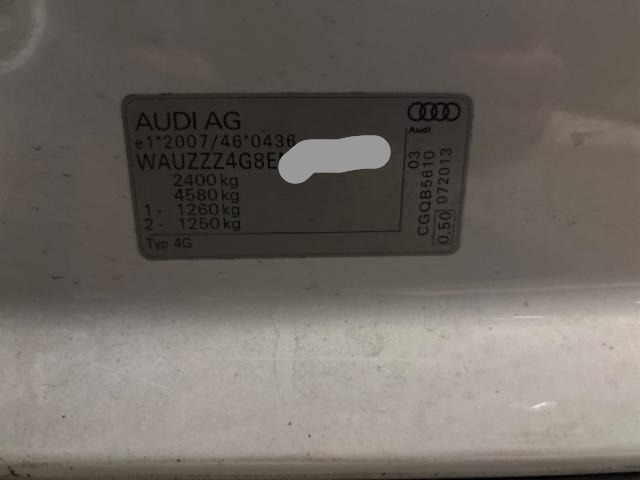 AUDI AG
e1*2007/46*0436
WAUZZZ4G8E
2400 kg
4580 kg
1- 1260 kg
2- 1250 kg
Typ 4G
Audi
03
CGQB5610
0,50 072013